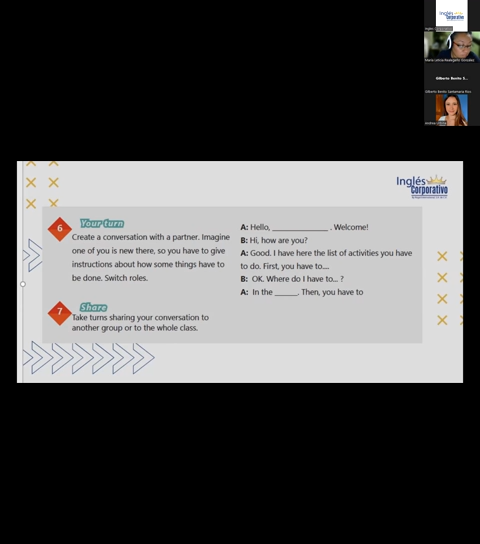 Inglés
Corporativo
Gilberto Benito S...
Inglés
Corporativo
6
Your turn
Create a conversation with a partner. Imagine
one of you is new there, so you have to give
instructions about how some things have to
be done. Switch roles.
7
Share
Take turns sharing your conversation to
another group or to the whole class.
A: Hello, ______________ . Welcome!
B: Hi, how are you?
A: Good. I have here the list of activities you have
to do. First, you have to....
B: OK. Where do I have to... ?
A: In the ______. Then, you have to